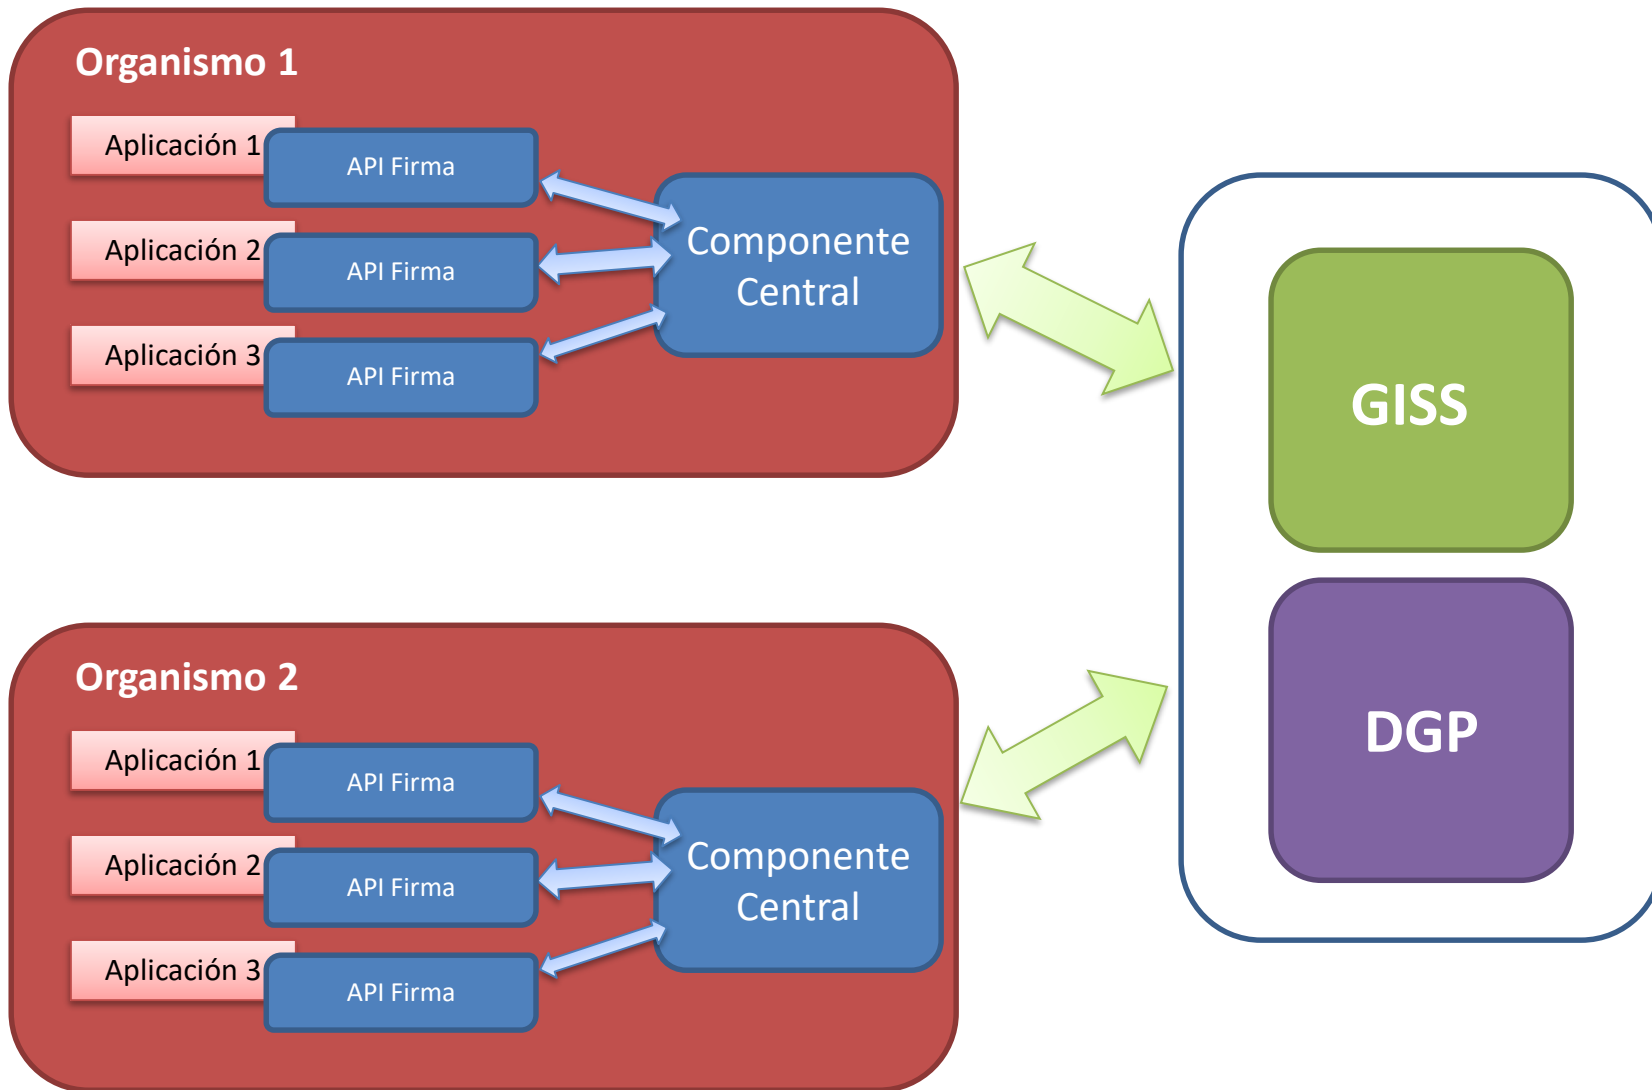 Organismo 1
Aplicación 1
API Firma
Aplicación 2
API Firma
Aplicación 3
API Firma
Componente
Central
GISS
DGP
Organismo 2
Aplicación 1
API Firma
Aplicación 2
API Firma
Aplicación 3
API Firma
Componente
Central